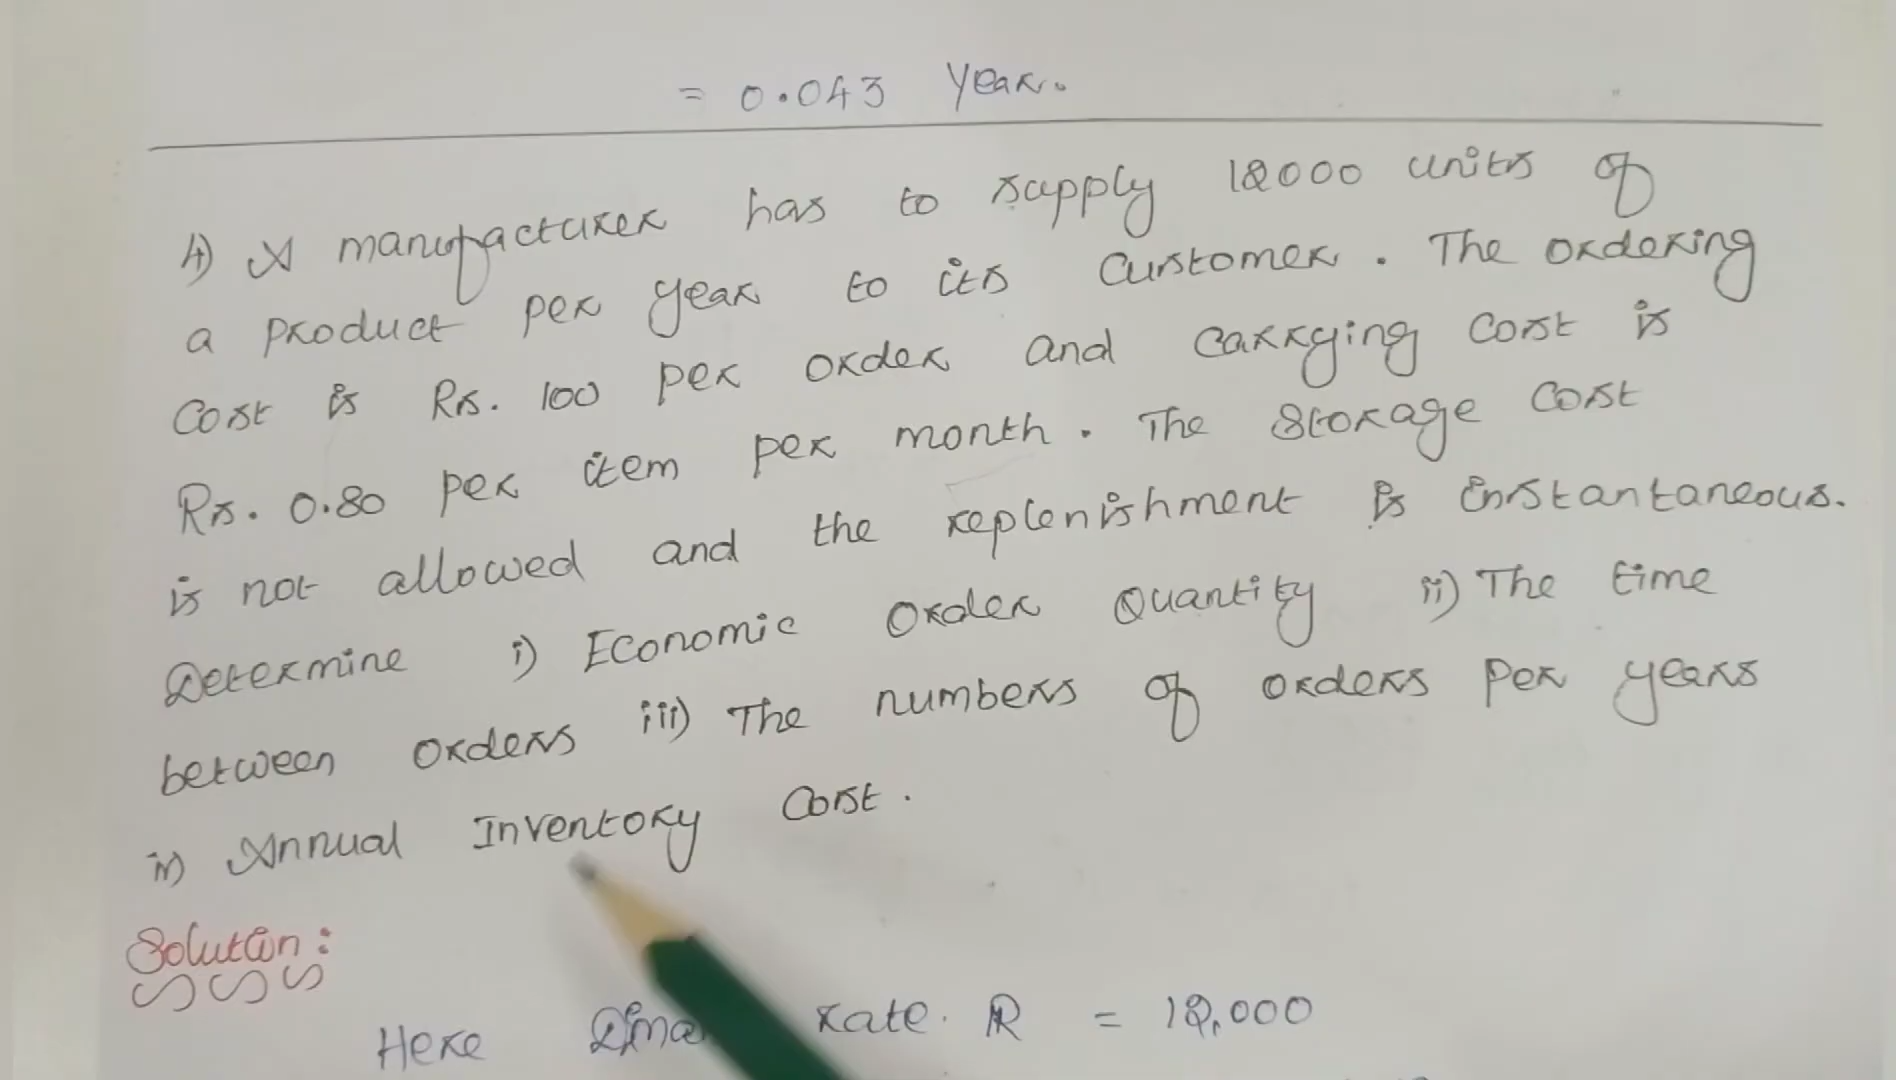 = 0.043 Year.
4) A manufacturer has to supply 12000 units of
a product per year to its customer. The ordering
cost is Rs. 100 per order and carrying cost is
Rs. 0.80 per item per month. The Storage cost
is not allowed and the replenishment is instantaneous.
Determine i) Economic Order Quantity ii) The time
between orders iii) The numbers of orders per years
iv) Annual Inventory Cost.
Solution:
Here rate. R = 12,000